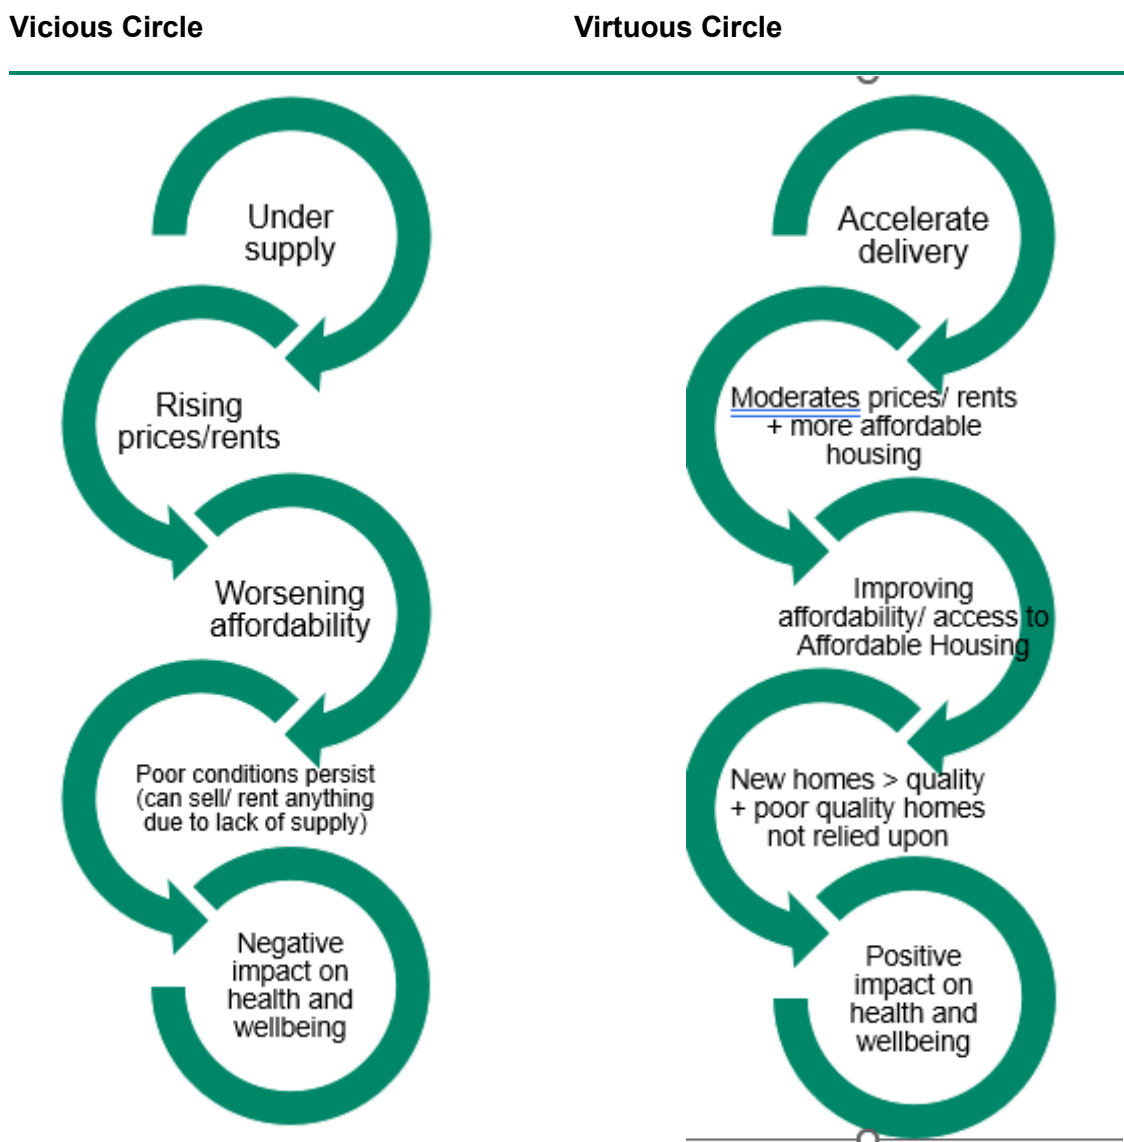 Vicious Circle
Virtuous Circle
Under
supply
Rising
prices/rents
Worsening
affordability
Poor conditions persist
(can sell/ rent anything
due to lack of supply)
Negative
impact on
health and
wellbeing
Accelerate
delivery
Moderates prices/ rents
+ more affordable
housing
Improving
affordability/ access to
Affordable Housing
New homes > quality
+ poor quality homes
not relied upon
Positive
impact on
health and
wellbeing